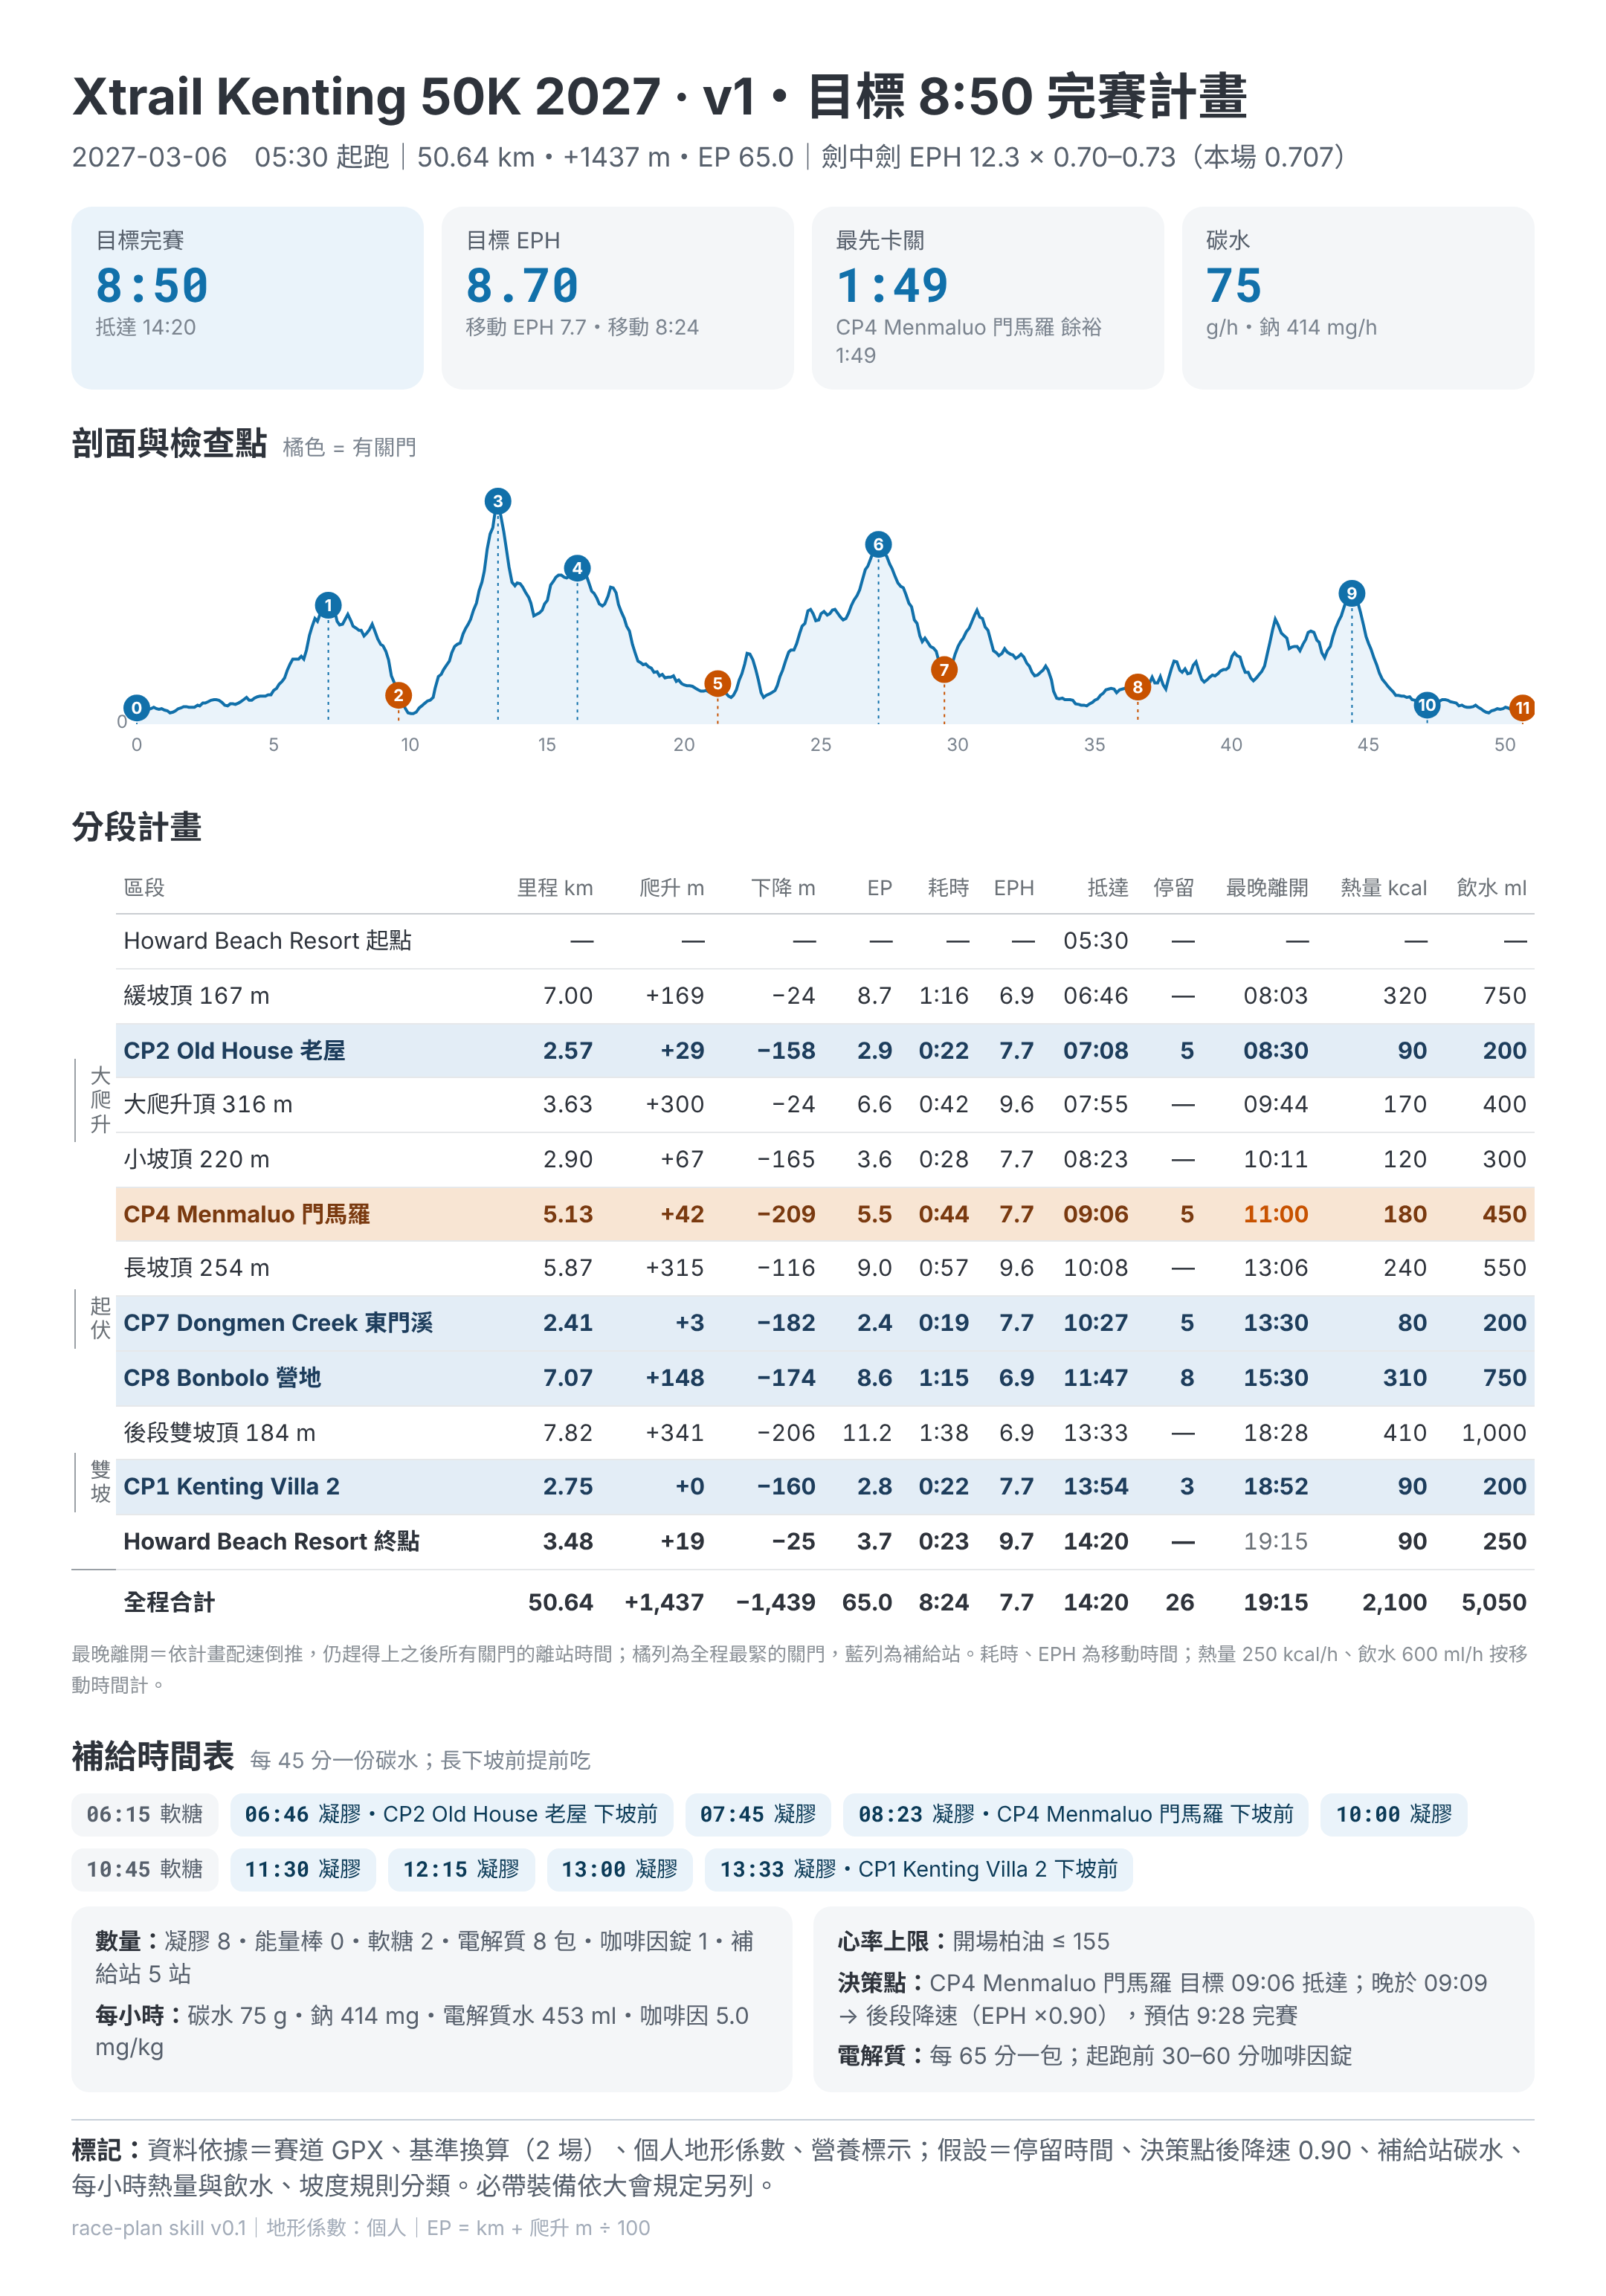 Xtrail Kenting 50K 2027 · v1・目標 8:50 完賽計畫
2027-03-06　05:30 起跑｜50.64 km・+1437 m・EP 65.0｜劍中劍 EPH 12.3 × 0.70–0.73（本場 0.707）
目標完賽
8:50
抵達 14:20
目標 EPH
8.70
移動 EPH 7.7・移動 8:24
最先卡關
1:49
CP4 Menmaluo 門馬羅 餘裕
1:49
碳水
75
g/h・鈉 414 mg/h
剖面與檢查點 橘色 = 有關門
3
6
4
9
1
7
5
8
2
0
10
11
0
0 5 10 15 20 25 30 35 40 45 50
分段計畫
區段 里程 km 爬升 m 下降 m EP 耗時 EPH 抵達 停留 最晚離開 熱量 kcal 飲水 ml
Howard Beach Resort 起點 — — — — — — 05:30 — — — —
緩坡頂 167 m 7.00 +169 −24 8.7 1:16 6.9 06:46 — 08:03 320 750
大爬升
CP2 Old House 老屋 2.57 +29 −158 2.9 0:22 7.7 07:08 5 08:30 90 200
大爬升頂 316 m 3.63 +300 −24 6.6 0:42 9.6 07:55 — 09:44 170 400
小坡頂 220 m 2.90 +67 −165 3.6 0:28 7.7 08:23 — 10:11 120 300
CP4 Menmaluo 門馬羅 5.13 +42 −209 5.5 0:44 7.7 09:06 5 11:00 180 450
長坡頂 254 m 5.87 +315 −116 9.0 0:57 9.6 10:08 — 13:06 240 550
起伏
CP7 Dongmen Creek 東門溪 2.41 +3 −182 2.4 0:19 7.7 10:27 5 13:30 80 200
CP8 Bonbolo 營地 7.07 +148 −174 8.6 1:15 6.9 11:47 8 15:30 310 750
後段雙坡頂 184 m 7.82 +341 −206 11.2 1:38 6.9 13:33 — 18:28 410 1,000
雙坡
CP1 Kenting Villa 2 2.75 +0 −160 2.8 0:22 7.7 13:54 3 18:52 90 200
Howard Beach Resort 終點 3.48 +19 −25 3.7 0:23 9.7 14:20 — 19:15 90 250
全程合計 50.64 +1,437 −1,439 65.0 8:24 7.7 14:20 26 19:15 2,100 5,050
最晚離開＝依計畫配速倒推，仍趕得上之後所有關門的離站時間；橘列為全程最緊的關門，藍列為補給站。耗時、EPH 為移動時間；熱量 250 kcal/h、飲水 600 ml/h 按移
動時間計。
補給時間表 每 45 分一份碳水；長下坡前提前吃
06:15 軟糖 06:46 凝膠・CP2 Old House 老屋 下坡前 07:45 凝膠 08:23 凝膠・CP4 Menmaluo 門馬羅 下坡前 10:00 凝膠
10:45 軟糖 11:30 凝膠 12:15 凝膠 13:00 凝膠 13:33 凝膠・CP1 Kenting Villa 2 下坡前
數量：凝膠 8・能量棒 0・軟糖 2・電解質 8 包・咖啡因錠 1・補
給站 5 站
每小時：碳水 75 g・鈉 414 mg・電解質水 453 ml・咖啡因 5.0
mg/kg
心率上限：開場柏油 ≤ 155
決策點：CP4 Menmaluo 門馬羅 目標 09:06 抵達；晚於 09:09
→ 後段降速（EPH ×0.90），預估 9:28 完賽
電解質：每 65 分一包；起跑前 30–60 分咖啡因錠
標記：資料依據＝賽道 GPX、基準換算（2 場）、個人地形係數、營養標示；假設＝停留時間、決策點後降速 0.90、補給站碳水、
每小時熱量與飲水、坡度規則分類。必帶裝備依大會規定另列。
race-plan skill v0.1｜地形係數：個人｜EP = km + 爬升 m ÷ 100